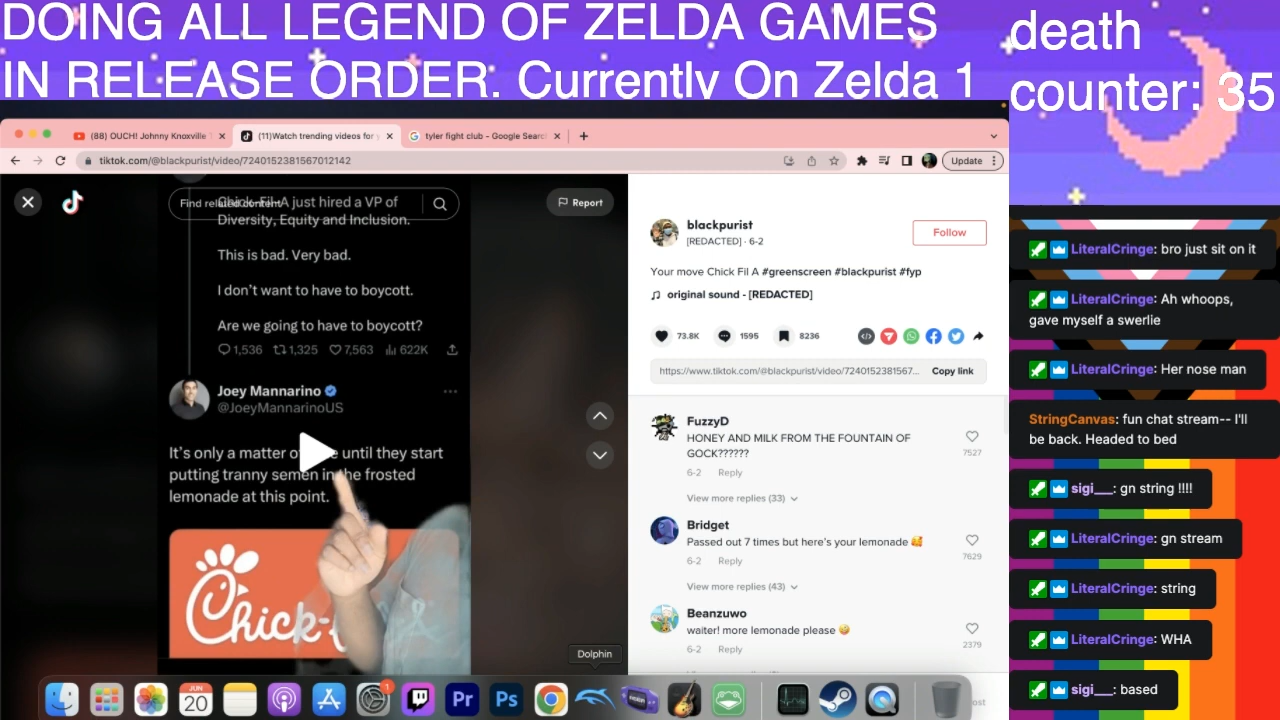 DOING ALL LEGEND OF ZELDA GAMES
IN RELEASE ORDER. Currently On Zelda 1
death
counter: 35
(88) OUCH! Johnny Knoxville
(11)Watch trending videos for y
tyler fight club - Google Searc
tiktok.com/@blackpurist/video/7240152381567012142
Update
Find related content
Report
Chick-Fil-A just hired a VP of
Diversity, Equity and Inclusion.
This is bad. Very bad.
I don't want to have to boycott.
Are we going to have to boycott?
1,536 1,325 7,563 622K
Joey Mannarino
@JoeyMannarinoUS
It's only a matter of until they start
putting tranny semen in the frosted
lemonade at this point.
Chick-
Dolphin
blackpurist
[REDACTED] · 6-2
Follow
Your move Chick Fil A #greenscreen #blackpurist #fyp
original sound - [REDACTED]
73.8K 1595 8236
https://www.tiktok.com/@blackpurist/video/7240152381567...
Copy link
FuzzyD
HONEY AND MILK FROM THE FOUNTAIN OF
GOCK??????
7527
6-2 Reply
View more replies (33)
Bridget
Passed out 7 times but here's your lemonade 🥰
7629
6-2 Reply
View more replies (43)
Beanzuwo
waiter! more lemonade please 🤪
2379
6-2 Reply
JUN
20
1
Pr
Ps
LiteralCringe: bro just sit on it
LiteralCringe: Ah whoops,
gave myself a swerlie
LiteralCringe: Her nose man
StringCanvas: fun chat stream-- I'll
be back. Headed to bed
sigi__: gn string !!!!
LiteralCringe: gn stream
LiteralCringe: string
LiteralCringe: WHA
sigi__: based